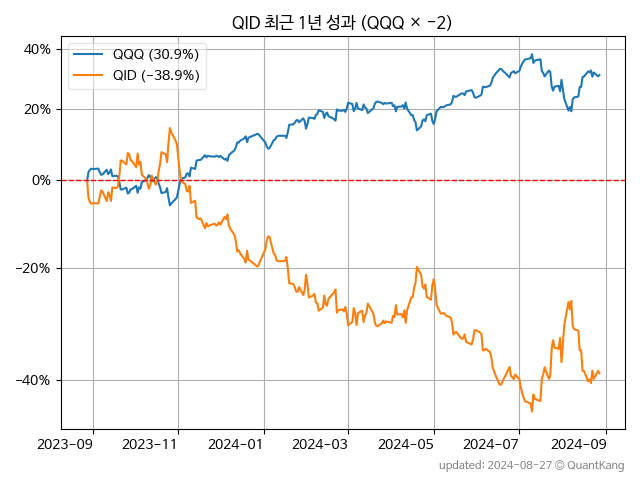 QID 최근 1년 성과 (QQQ × −2)
QQQ (30.9%)
QID (−38.9%)
40%
20%
0%
−20%
−40%
2023-09 2023-11 2024-01 2024-03 2024-05 2024-07 2024-09
updated: 2024-08-27 © QuantKang